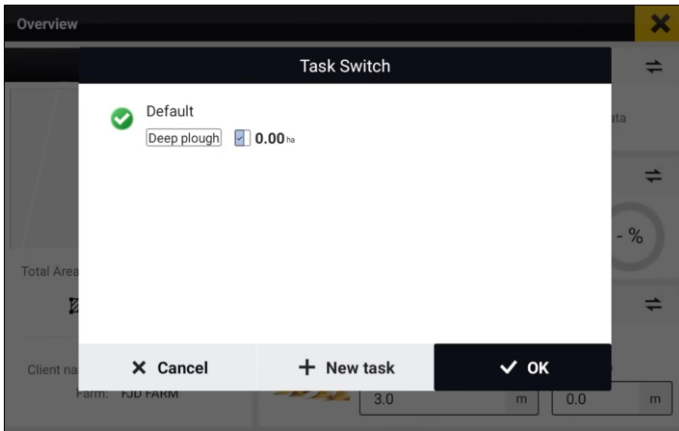 Overview
Task Switch
Default
Deep plough 0.00 ha
ata
- %
Total Area
Client na
Farm: FJD FARM
3.0 m 0.0 m
Cancel New task OK